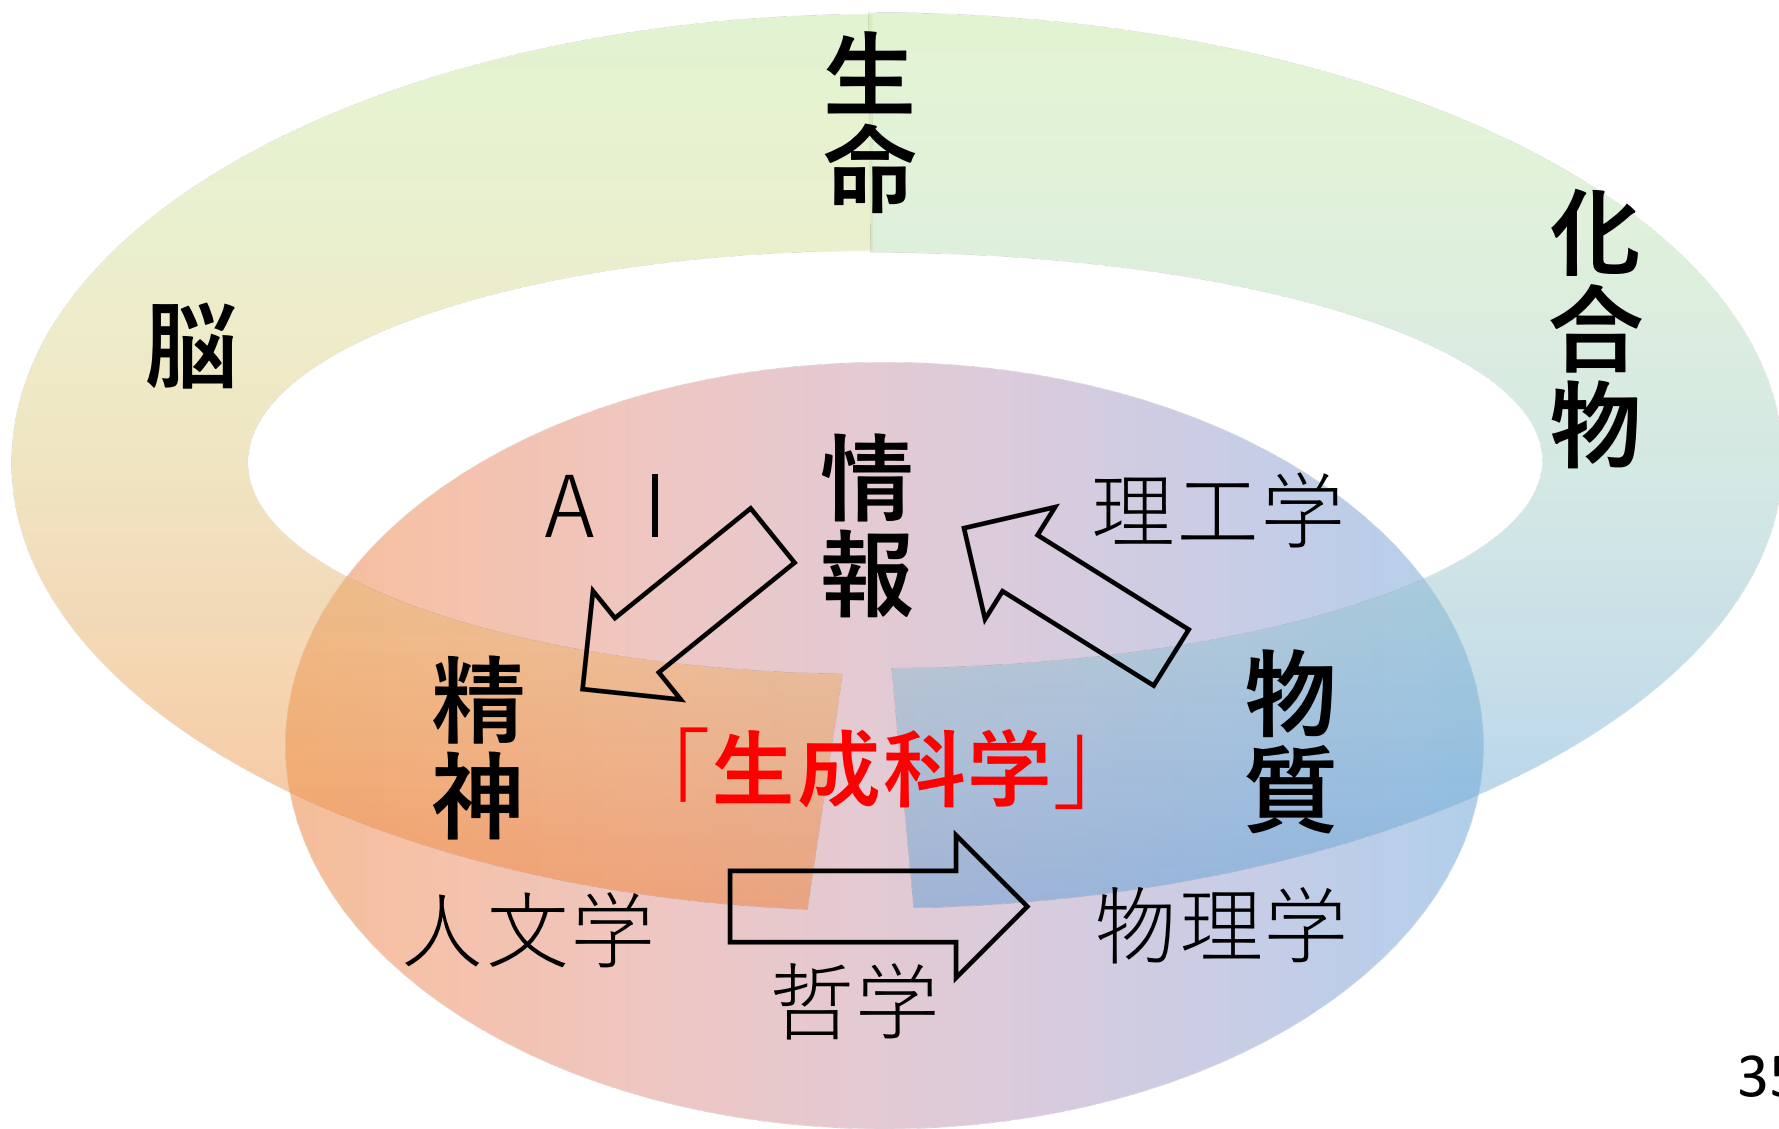 生命
化合物
脳
情報
ＡＩ
理工学
精神
物質
「生成科学」
人文学
物理学
哲学
35